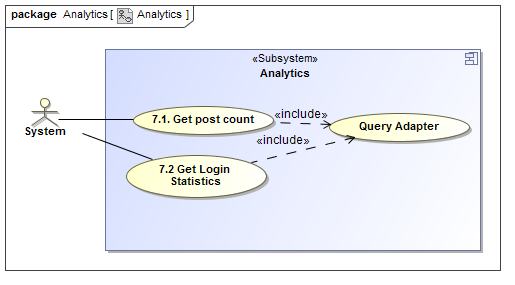 package Analytics [ Analytics ]
«Subsystem»
Analytics
System
7.1. Get post count
«include»
Query Adapter
«include»
7.2 Get Login
Statistics